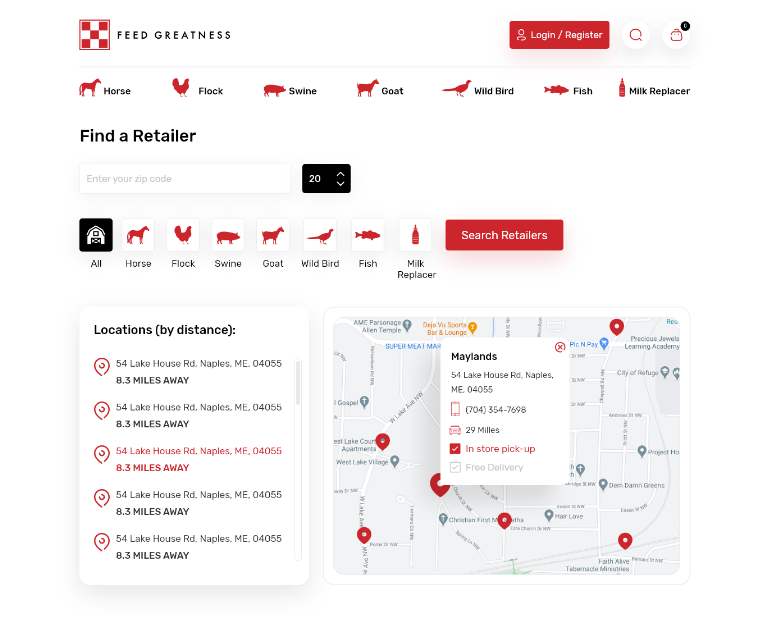 FEED GREATNESS
Login / Register
0
Horse
Flock
Swine
Goat
Wild Bird
Fish
Milk Replacer
Find a Retailer
Enter your zip code
20
All
Horse
Flock
Swine
Goat
Wild Bird
Fish
Milk
Replacer
Search Retailers
Locations (by distance):
54 Lake House Rd, Naples, ME, 04055
8.3 MILES AWAY
54 Lake House Rd, Naples, ME, 04055
8.3 MILES AWAY
54 Lake House Rd, Naples, ME, 04055
8.3 MILES AWAY
54 Lake House Rd, Naples, ME, 04055
8.3 MILES AWAY
54 Lake House Rd, Naples, ME, 04055
8.3 MILES AWAY
AME Parsonage
Allen Temple
Deja Vu Sports
Bar & Lounge
SUPER MEAT MAR
Pic N Pay
Precious Jewels
Learning Academy
City of Refuge
Gospel
W Lake Ave NW
West Lake Court
Apartments
West Lake Village
Maylands
54 Lake House Rd, Naples,
ME, 04055
(704) 354-7698
29 Milles
In store pick-up
Free Delivery
Andrews St NW
Project Ho
Dem Damn Greens
Hair Love
Christian First M
Faith Alive
Tabernacle Ministries